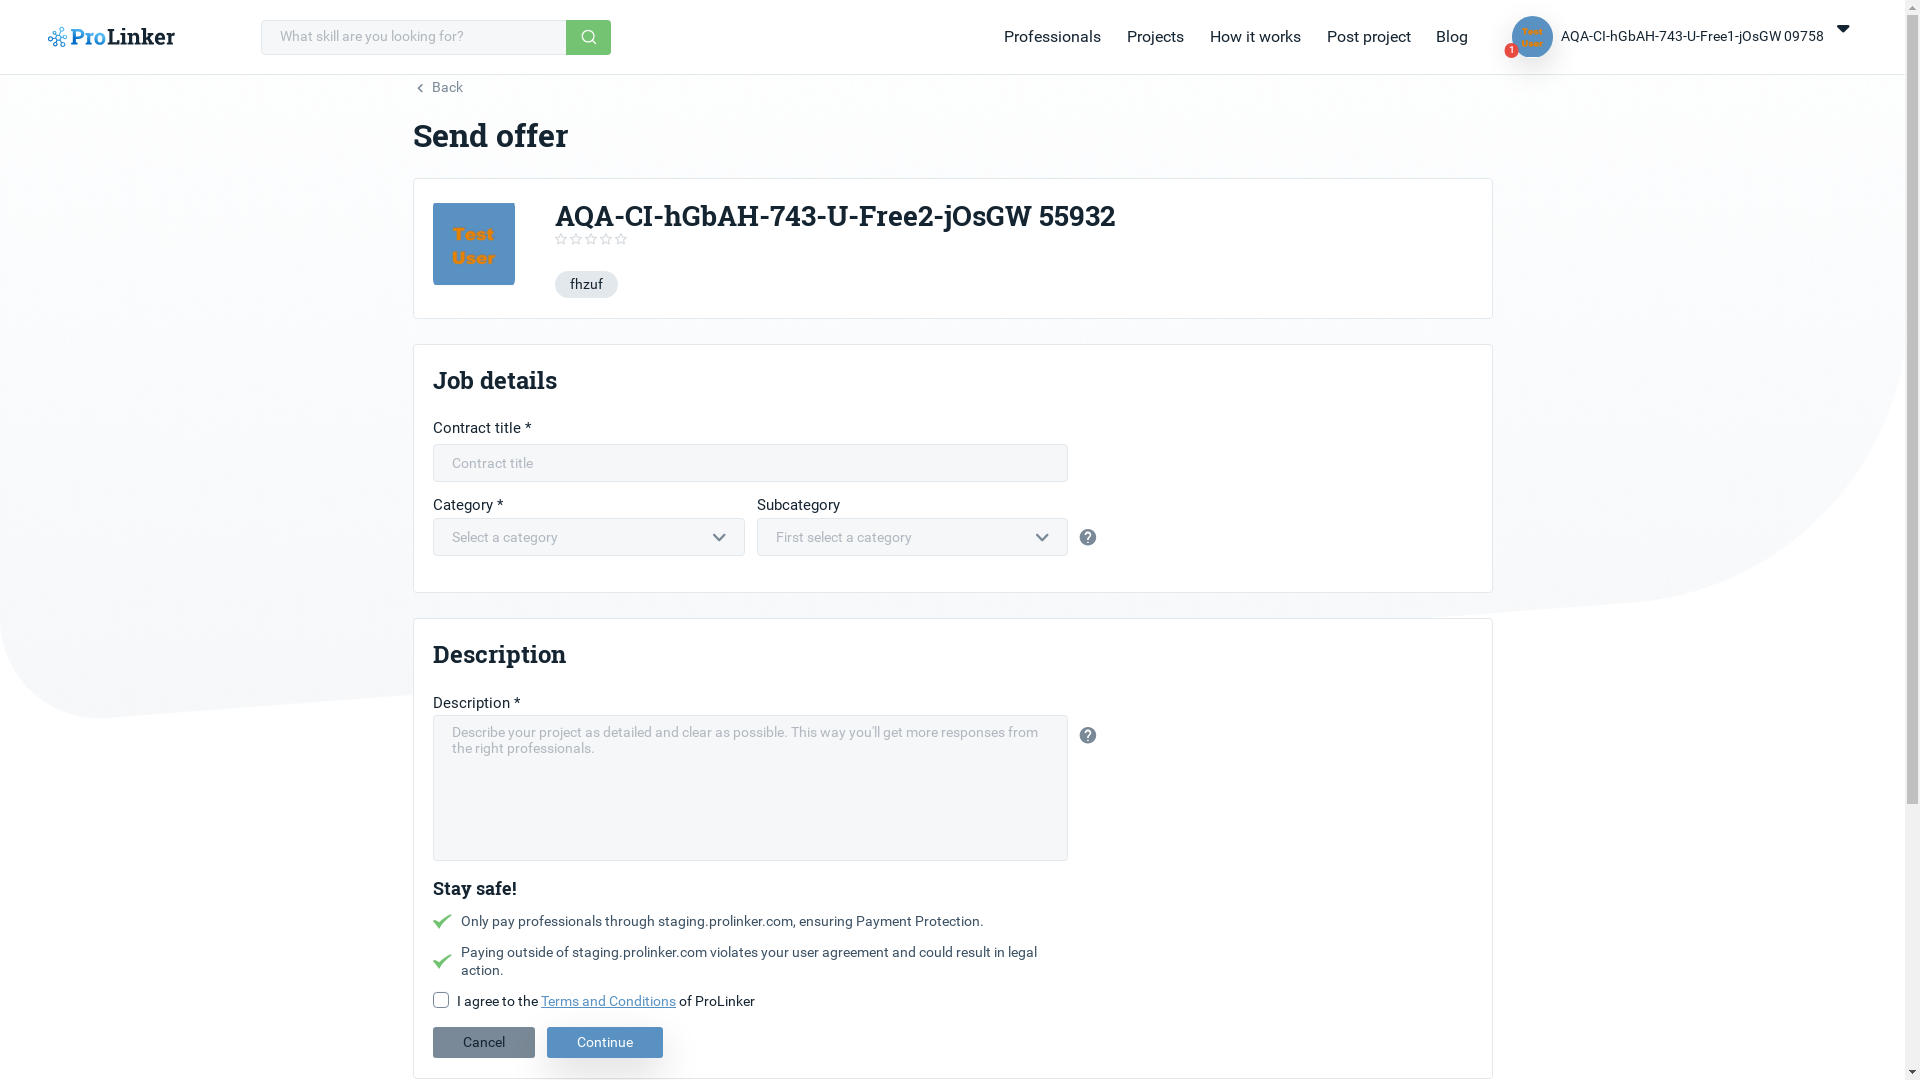 ProLinker
What skill are you looking for?
Professionals
Projects
How it works
Post project
Blog
Test
User
1
AQA-CI-hGbAH-743-U-Free1-jOsGW 09758
Back
Send offer
Test
User
AQA-CI-hGbAH-743-U-Free2-jOsGW 55932
fhzuf
Job details
Contract title *
Contract title
Category *
Subcategory
Select a category
First select a category
?
Description
Description *
Describe your project as detailed and clear as possible. This way you'll get more responses from
the right professionals.
?
Stay safe!
Only pay professionals through staging.prolinker.com, ensuring Payment Protection.
Paying outside of staging.prolinker.com violates your user agreement and could result in legal
action.
I agree to the Terms and Conditions of ProLinker
Cancel
Continue